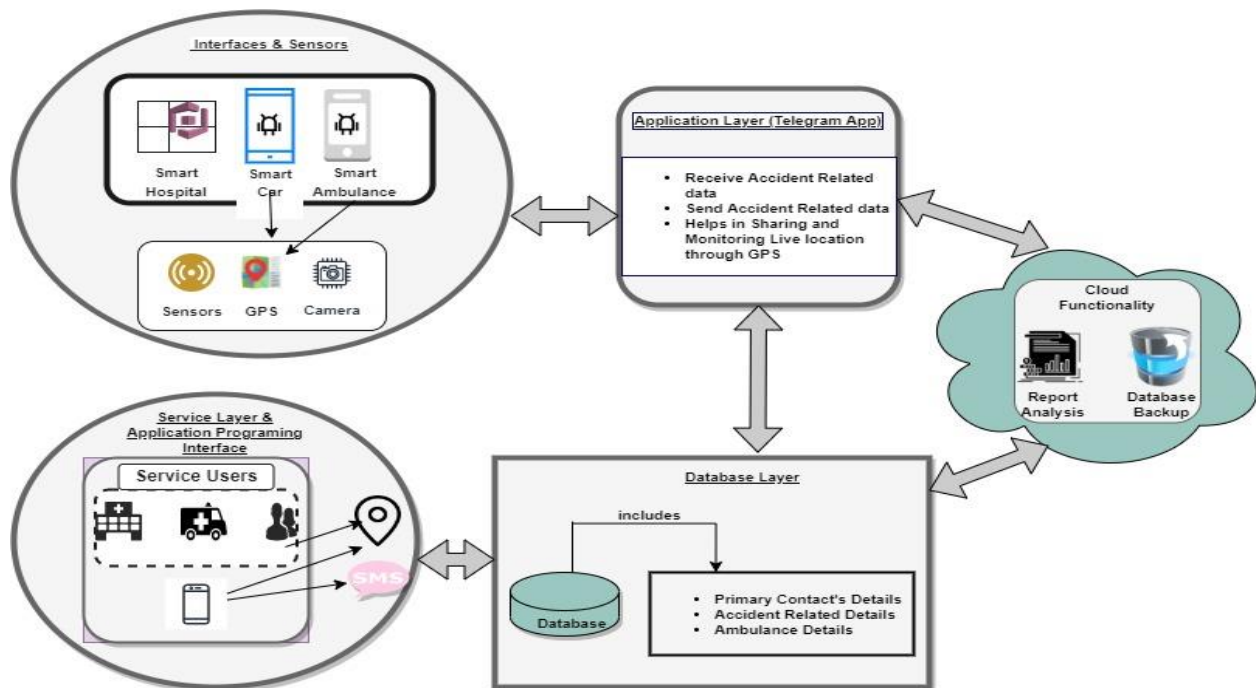 Interfaces & Sensors
Smart
Hospital
Smart
Car
Smart
Ambulance
Sensors
GPS
Camera
Application Layer (Telegram App)
• Receive Accident Related
data
• Send Accident Related data
• Helps in Sharing and
Monitoring Live location
through GPS
Cloud
Functionality
Report
Analysis
Database
Backup
Service Layer &
Application Programing
Interface
Service Users
SMS
Database Layer
includes
Database
• Primary Contact's Details
• Accident Related Details
• Ambulance Details